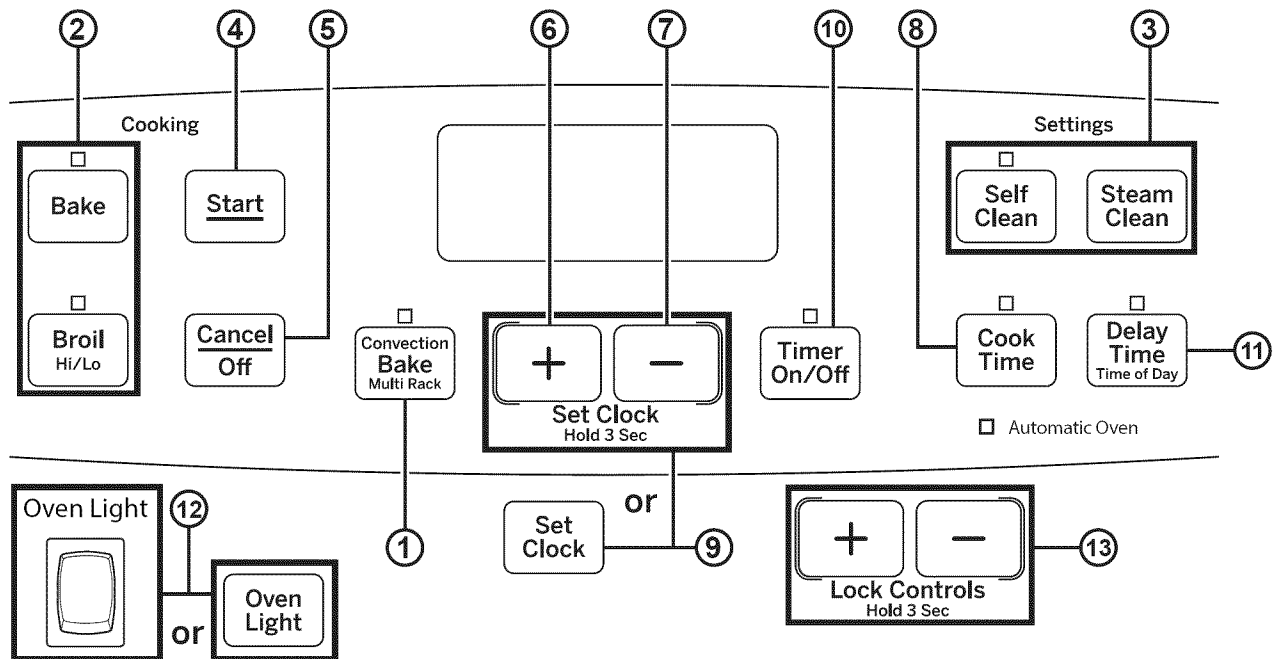 2
4
5
6
7
10
8
3
Cooking
Settings
Bake
Start
Self
Clean
Steam
Clean
Broil
Hi/Lo
Cancel
Off
Convection
Bake
Multi Rack
+
−
Set Clock
Hold 3 Sec
Timer
On/Off
Cook
Time
Delay
Time
Time of Day
11
Automatic Oven
Oven Light
12
or
Oven
Light
1
Set
Clock
or
9
+
−
Lock Controls
Hold 3 Sec
13